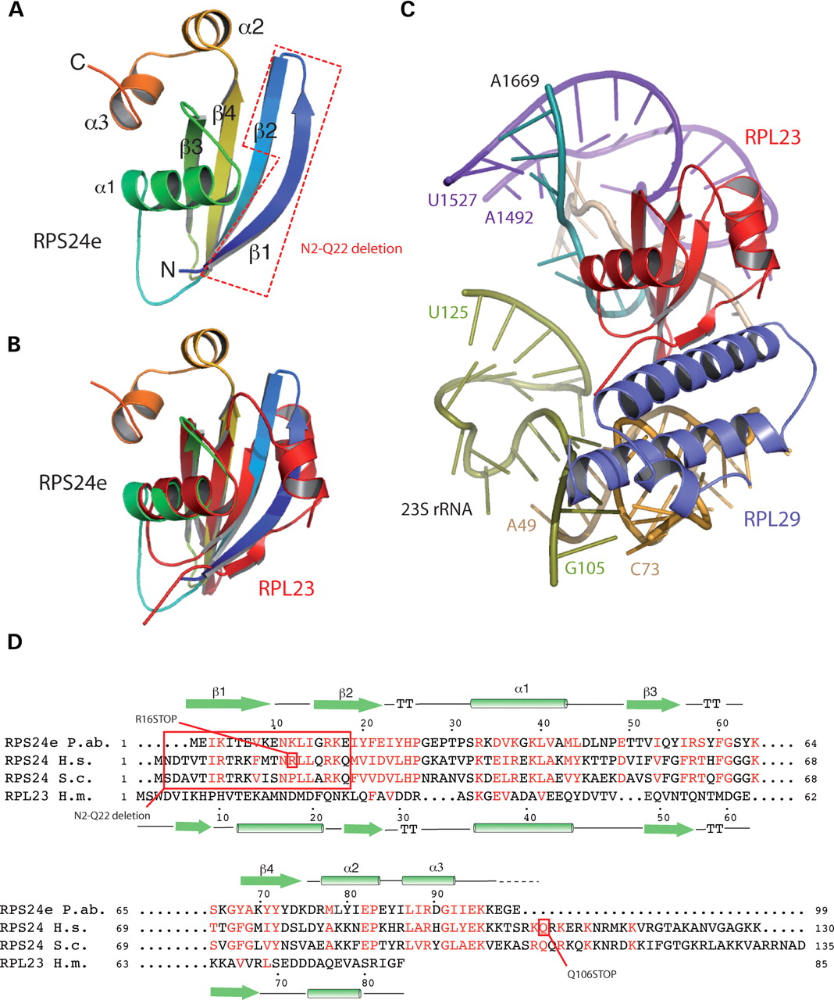 A
α2
C
α3
β4
β2
β3
α1
RPS24e
N
β1
N2-Q22 deletion
B
RPS24e
RPL23
C
A1669
RPL23
U1527
A1492
U125
23S rRNA
A49
RPL29
G105
C73
D
β1 β2 TT α1 β3 TT
R16STOP
10 20 30 40 50 60
RPS24e P.ab. 1 ......MEIKITEVKENKLIGRKEIYFEIYHPGEPTPSRKDVKGKLVAMLDLNPETTVIQYIRSYFGSYK. .... 64
RPS24 H.s. 1 ..MNDTVTIRTRKFMTNRLLQRKQMVIDVLHPGKATVPKTEIREKLAKMYKTTPDVIFVFGFRTHFGGGK. .... 68
RPS24 S.c. 1 ..MSDAVTIRTRKVISNPLLARKQFVVDVLHPNRANVSKDELREKLAEVYKAEKDAVSVFGFRTQFGGGK. .... 68
RPL23 H.m. 1 MSWDVIKHPHVTEKAMNDMDFQNKLQFAVDDR....ASKGEVADAVEEQYDVTV...EQVNTQNTMDGE. ..... 62
N2-Q22 deletion
10 20 30 40 50 60
TT TT
β4 α2 α3
70 80 90
RPS24e P.ab. 65 ........SKGYAKYYYDKDRMLYIEPEYILIRDGIIEKKEGE............................... 99
RPS24 H.s. 69 ........TTGFGMIYDSLDYAKKNEPKHRLARHGLYEKKKTSRKQRKERKNRMKKVRGTAKANVGAGKK..... 130
RPS24 S.c. 69 ........SVGFGLVYNSVAEAKKFEPTYRLVRYGLAEKVEKASRQQRKQKKNRDKKIFGTGKRLAKKVARRNAD 135
RPL23 H.m. 63 ........KKAVVRLSEDDDAQEVASRIGF 85
Q106STOP
70 80